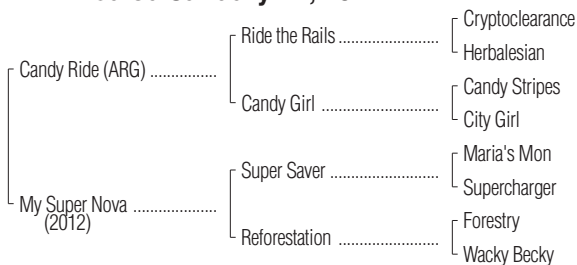 Cryptoclearance
Ride the Rails
Herbalesian
Candy Ride (ARG)
Candy Stripes
Candy Girl
City Girl
Maria's Mon
Super Saver
Supercharger
My Super Nova
(2012)
Forestry
Reforestation
Wacky Becky